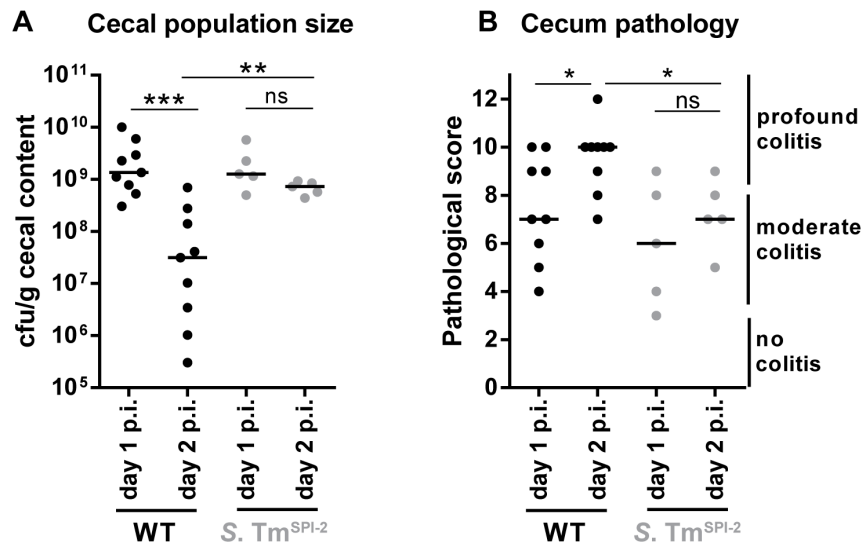 A Cecal population size
cfu/g cecal content
10¹¹
10¹⁰
10⁹
10⁸
10⁷
10⁶
10⁵
***
**
ns
day 1 p.i.
day 2 p.i.
day 1 p.i.
day 2 p.i.
WT
S. Tm^SPI-2
B Cecum pathology
Pathological score
12
10
8
6
4
2
0
*
*
ns
day 1 p.i.
day 2 p.i.
day 1 p.i.
day 2 p.i.
WT
S. Tm^SPI-2
profound
colitis
moderate
colitis
no
colitis